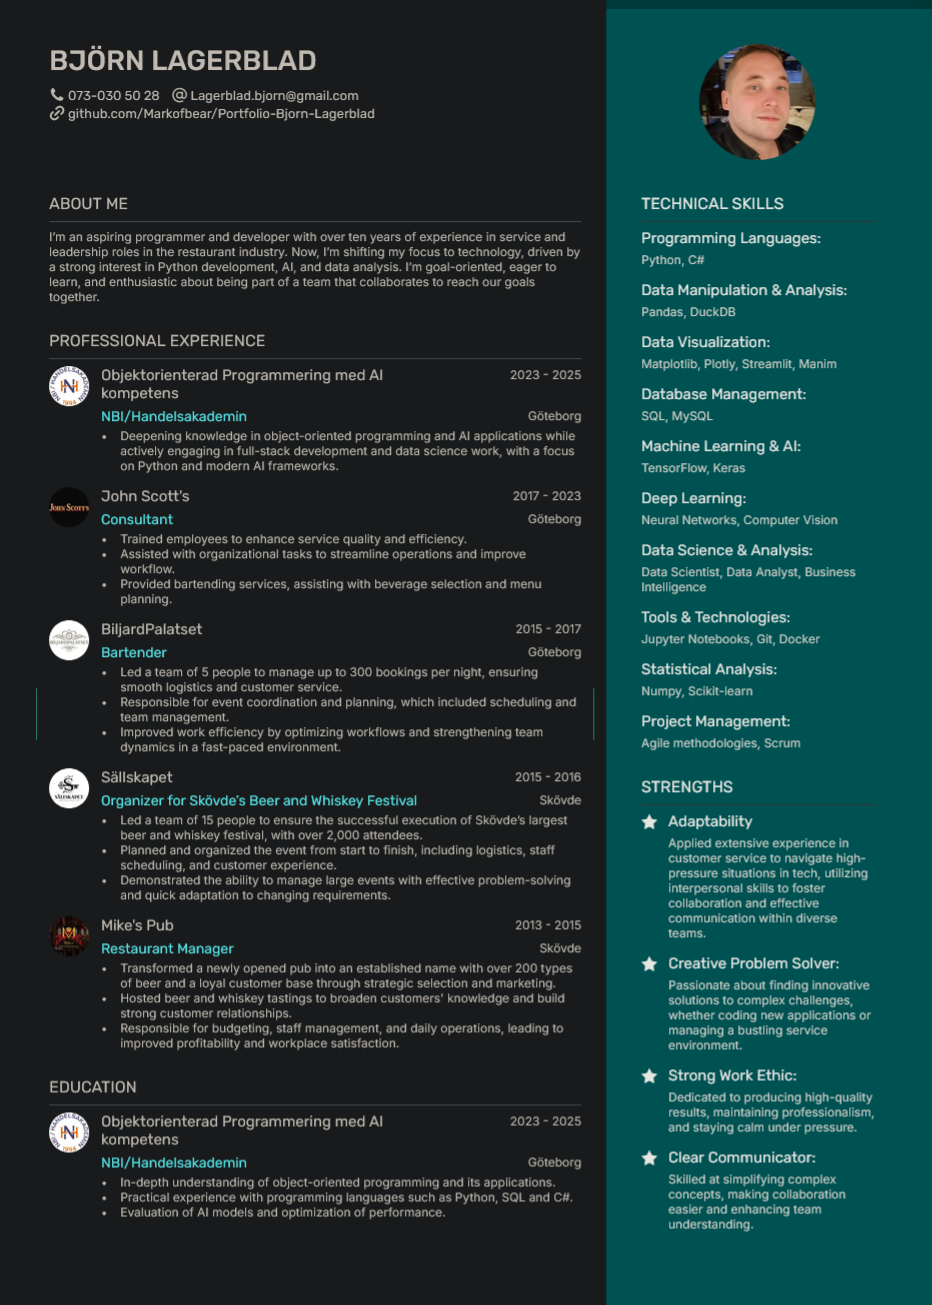 BJÖRN LAGERBLAD
073-030 50 28 Lagerblad.bjorn@gmail.com
github.com/Markofbear/Portfolio-Bjorn-Lagerblad
ABOUT ME
I'm an aspiring programmer and developer with over ten years of experience in service and
leadership roles in the restaurant industry. Now, I'm shifting my focus to technology, driven by
a strong interest in Python development, AI, and data analysis. I'm goal-oriented, eager to
learn, and enthusiastic about being part of a team that collaborates to reach our goals
together.
PROFESSIONAL EXPERIENCE
Objektorienterad Programmering med AI 2023 - 2025
kompetens
NBI/Handelsakademin Göteborg
• Deepening knowledge in object-oriented programming and AI applications while
actively engaging in full-stack development and data science work, with a focus
on Python and modern AI frameworks.
JOHN SCOTT'S
John Scott's 2017 - 2023
Consultant Göteborg
• Trained employees to enhance service quality and efficiency.
• Assisted with organizational tasks to streamline operations and improve
workflow.
• Provided bartending services, assisting with beverage selection and menu
planning.
BiljardPalatset 2015 - 2017
Bartender Göteborg
• Led a team of 5 people to manage up to 300 bookings per night, ensuring
smooth logistics and customer service.
• Responsible for event coordination and planning, which included scheduling and
team management.
• Improved work efficiency by optimizing workflows and strengthening team
dynamics in a fast-paced environment.
SÄLLSKAPET
Sällskapet 2015 - 2016
Organizer for Skövde's Beer and Whiskey Festival Skövde
• Led a team of 15 people to ensure the successful execution of Skövde's largest
beer and whiskey festival, with over 2,000 attendees.
• Planned and organized the event from start to finish, including logistics, staff
scheduling, and customer experience.
• Demonstrated the ability to manage large events with effective problem-solving
and quick adaptation to changing requirements.
Mike's Pub 2013 - 2015
Restaurant Manager Skövde
• Transformed a newly opened pub into an established name with over 200 types
of beer and a loyal customer base through strategic selection and marketing.
• Hosted beer and whiskey tastings to broaden customers' knowledge and build
strong customer relationships.
• Responsible for budgeting, staff management, and daily operations, leading to
improved profitability and workplace satisfaction.
EDUCATION
Objektorienterad Programmering med AI 2023 - 2025
kompetens
NBI/Handelsakademin Göteborg
• In-depth understanding of object-oriented programming and its applications.
• Practical experience with programming languages such as Python, SQL and C#.
• Evaluation of AI models and optimization of performance.
TECHNICAL SKILLS
Programming Languages:
Python, C#
Data Manipulation & Analysis:
Pandas, DuckDB
Data Visualization:
Matplotlib, Plotly, Streamlit, Manim
Database Management:
SQL, MySQL
Machine Learning & AI:
TensorFlow, Keras
Deep Learning:
Neural Networks, Computer Vision
Data Science & Analysis:
Data Scientist, Data Analyst, Business
Intelligence
Tools & Technologies:
Jupyter Notebooks, Git, Docker
Statistical Analysis:
Numpy, Scikit-learn
Project Management:
Agile methodologies, Scrum
STRENGTHS
Adaptability
Applied extensive experience in
customer service to navigate high-
pressure situations in tech, utilizing
interpersonal skills to foster
collaboration and effective
communication within diverse
teams.
Creative Problem Solver:
Passionate about finding innovative
solutions to complex challenges,
whether coding new applications or
managing a bustling service
environment.
Strong Work Ethic:
Dedicated to producing high-quality
results, maintaining professionalism,
and staying calm under pressure.
Clear Communicator:
Skilled at simplifying complex
concepts, making collaboration
easier and enhancing team
understanding.